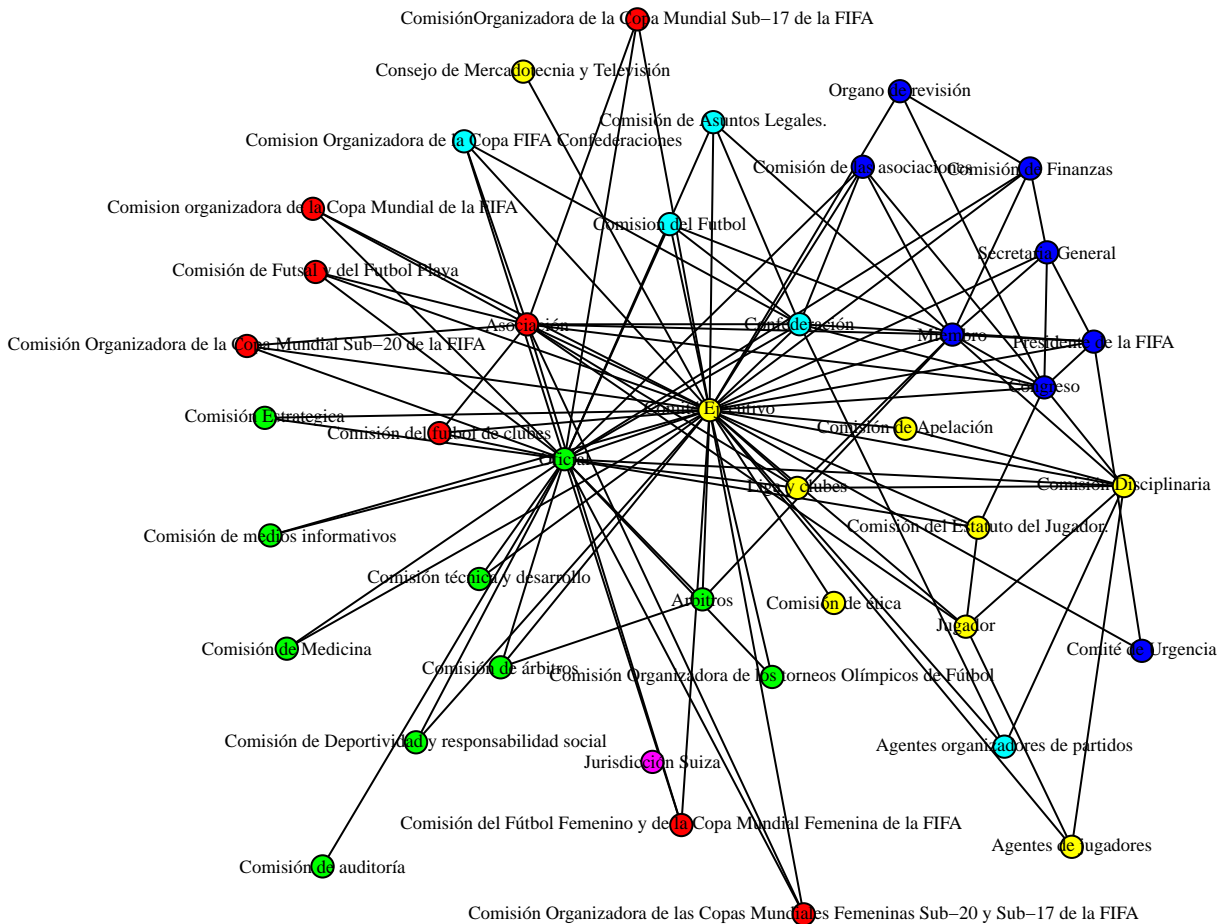 ComisiónOrganizadora de la Copa Mundial Sub−17 de la FIFA
Consejo de Mercadotecnia y Televisión
Organo de revisión
Comisión de Asuntos Legales.
Comision Organizadora de la Copa FIFA Confederaciones
Comisión de las asociaciones
Comisión de Finanzas
Comision organizadora de la Copa Mundial de la FIFA
Comision del Futbol
Secretaria General
Comisión de Futsal y del Futbol Playa
Asociación
Confederación
Miembro
Presidente de la FIFA
Comisión Organizadora de la Copa Mundial Sub−20 de la FIFA
Congreso
Comité Ejecutivo
Comisión Estrategica
Comisión del futbol de clubes
Comisión de Apelación
Oficial
Liga y clubes
Comisión Disciplinaria
Comisión del Estatuto del Jugador.
Comisión de medios informativos
Comisión técnica y desarrollo
Arbitros
Comisión de ética
Jugador
Comisión de Medicina
Comité de Urgencia
Comisión de árbitros
Comisión Organizadora de los torneos Olímpicos de Fútbol
Comisión de Deportividad y responsabilidad social
Agentes organizadores de partidos
Jurisdicción Suiza
Comisión del Fútbol Femenino y de la Copa Mundial Femenina de la FIFA
Agentes de jugadores
Comisión de auditoría
Comisión Organizadora de las Copas Mundiales Femeninas Sub−20 y Sub−17 de la FIFA